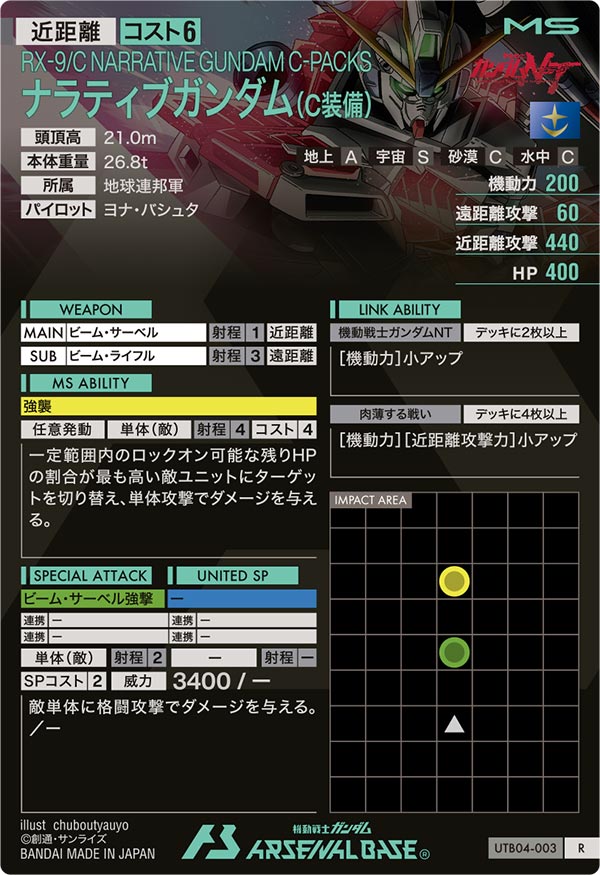 近距離 コスト6 MS
RX-9/C NARRATIVE GUNDAM C-PACKS
ナラティブガンダム(C装備)
ガンダムNT
頭頂高 21.0m
本体重量 26.8t
所属 地球連邦軍
パイロット ヨナ・バシュタ
地上 A 宇宙 S 砂漠 C 水中 C
機動力 200
遠距離攻撃 60
近距離攻撃 440
HP 400
WEAPON
MAIN ビーム・サーベル 射程 1 近距離
SUB ビーム・ライフル 射程 3 遠距離
MS ABILITY
強襲
任意発動 単体(敵) 射程 4 コスト 4
一定範囲内のロックオン可能な残りHP
の割合が最も高い敵ユニットにターゲッ
トを切り替え、単体攻撃でダメージを与え
る。
SPECIAL ATTACK UNITED SP
ビーム・サーベル強撃 ー
連携 ー 連携 ー
連携 ー 連携 ー
単体(敵) 射程 2 ー 射程 ー
SPコスト 2 威力 3400 / ー
敵単体に格闘攻撃でダメージを与える。
/ー
LINK ABILITY
機動戦士ガンダムNT デッキに2枚以上
[機動力]小アップ
肉薄する戦い デッキに4枚以上
[機動力][近距離攻撃力]小アップ
IMPACT AREA
illust chuboutyauyo
©創通・サンライズ
BANDAI MADE IN JAPAN
機動戦士ガンダム
AB ARSENAL BASE ®
UTB04-003 R